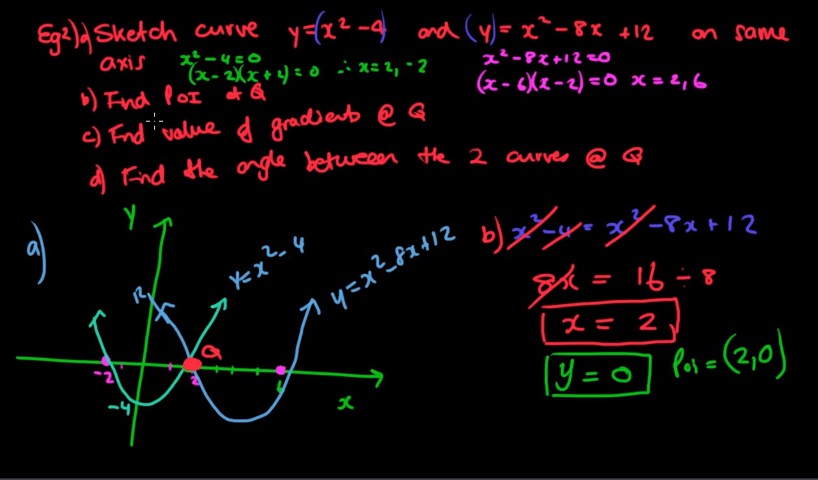 Eg2) a) Sketch curve y=(x²-4) and (y)= x²-8x+12 on same
axis x²-4=0 x²-8x+12=0
(x-2)(x+2)=0 ∴ x=2, -2 (x-6)(x-2)=0 x=2,6
b) Find POI at Q
c) Find value of gradients @ Q
d) Find the angle between the 2 curves @ Q
a)
y
12
y=x²-4
y=x²-8x+12
Q
-2
2
-4
x
b) x²-4 = x²-8x+12
8x = 16 ÷ 8
x = 2,
y = 0
POI = (2,0)